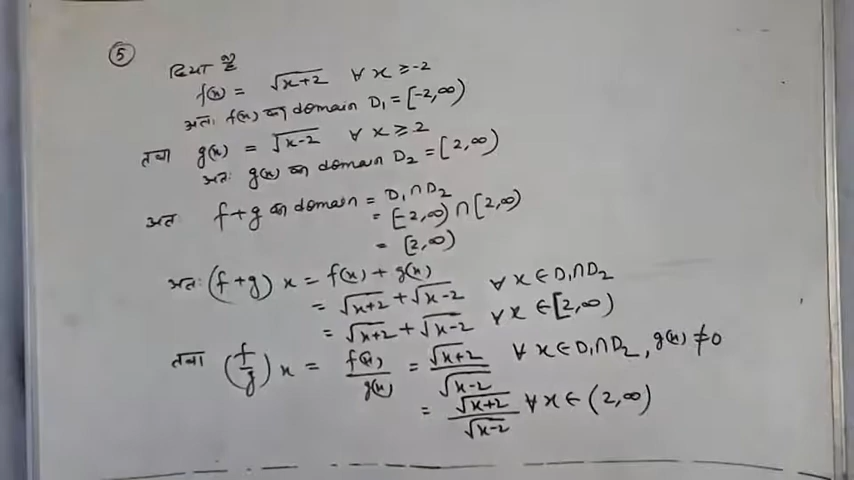 ⑤
दिया है
f(x) = √x+2 ∀ x ≥ -2
अतः f(x) का domain D₁ = [-2,∞)
तथा g(x) = √x-2 ∀ x ≥ 2
अतः g(x) का domain D₂ = [2,∞)
अतः f+g का domain = D₁∩D₂
= [-2,∞)∩[2,∞)
= [2,∞)
अतः (f+g) x = f(x) + g(x)
= √x+2 + √x-2 ∀ x ∈ D₁∩D₂
= √x+2 + √x-2 ∀ x ∈ [2,∞)
तथा (f/g) x = f(x)/g(x) = √x+2/√x-2 ∀ x ∈ D₁∩D₂, g(x) ≠ 0
= √x+2/√x-2 ∀ x ∈ (2,∞)